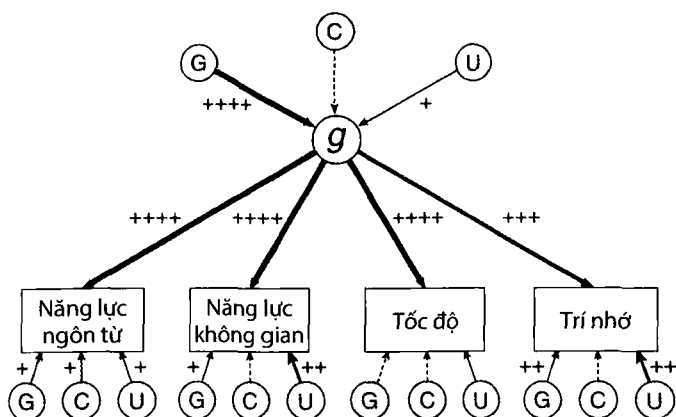 C
G
U
++++
+
g
++++
++++
++++
+++
Năng lực
ngôn từ
Năng lực
không gian
Tốc độ
Trí nhớ
+
+
+
+
++
++
++
G
C
U
G
C
U
G
C
U
G
C
U